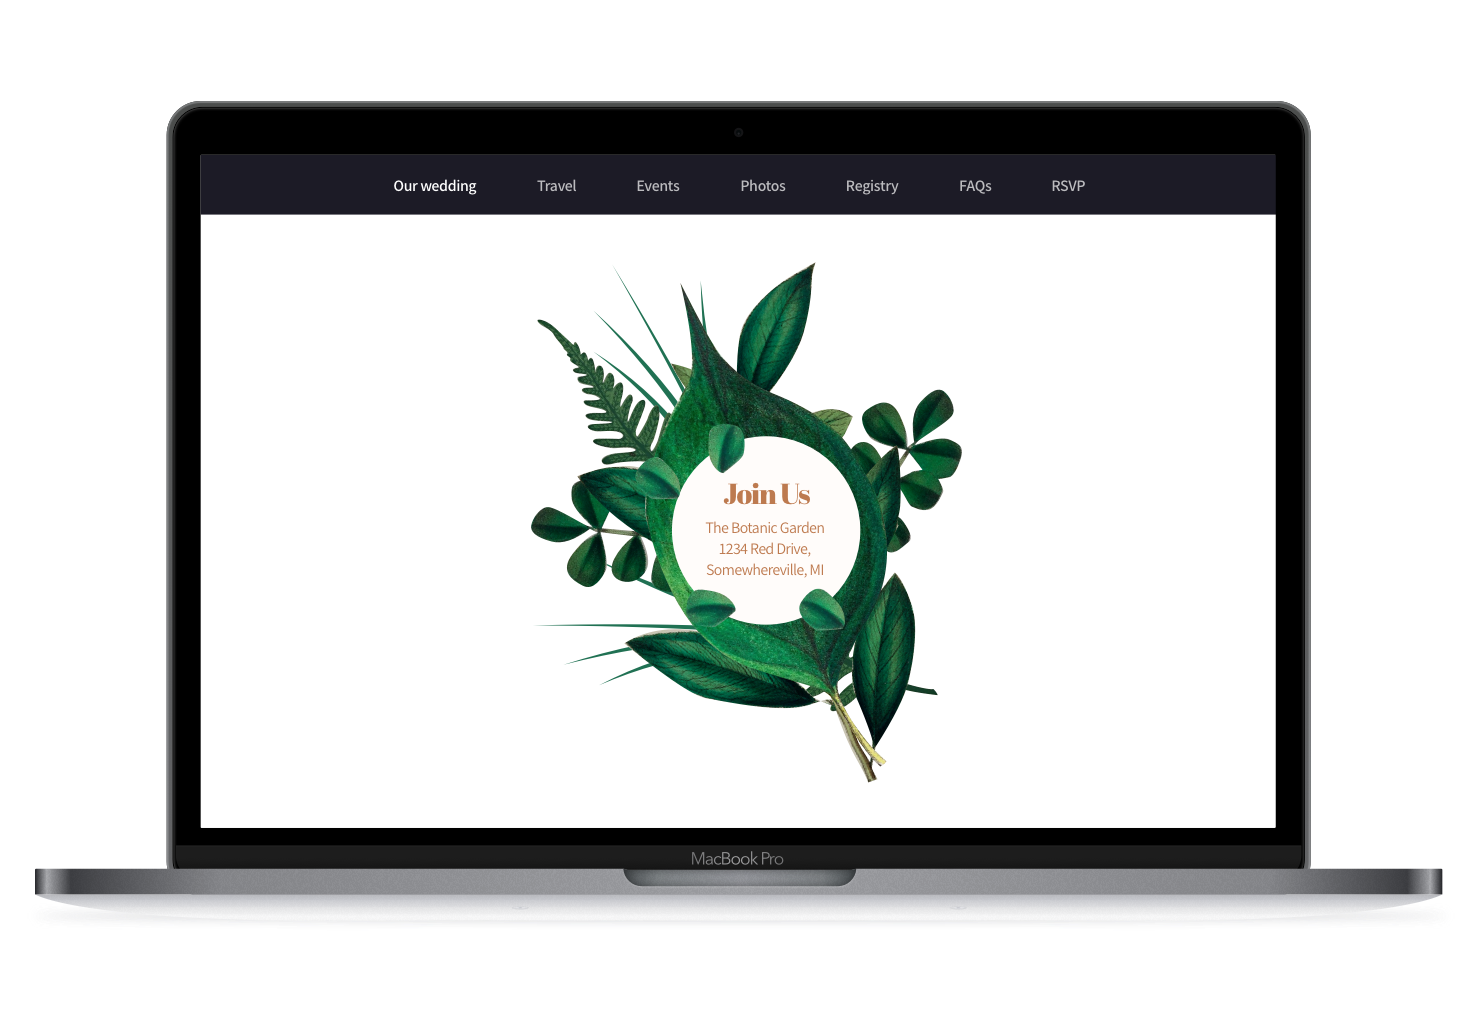 Our wedding Travel Events Photos Registry FAQs RSVP
Join Us
The Botanic Garden
1234 Red Drive,
Somewhereville, MI
MacBook Pro